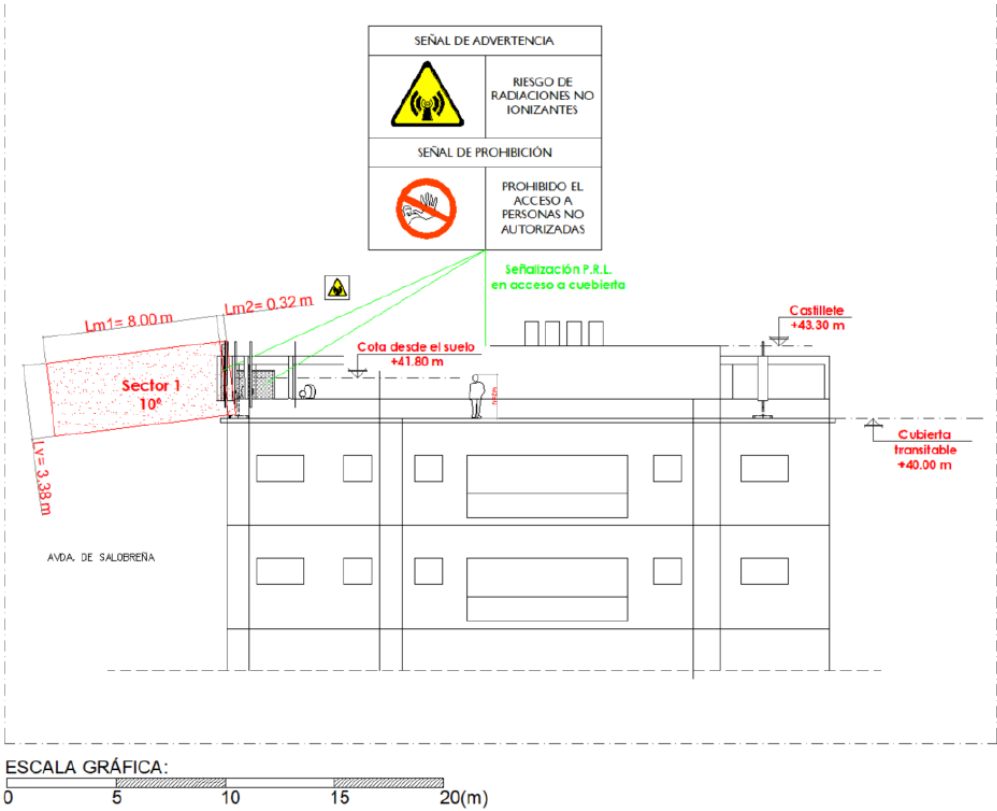 SEÑAL DE ADVERTENCIA
RIESGO DE
RADIACIONES NO
IONIZANTES
SEÑAL DE PROHIBICIÓN
PROHIBIDO EL
ACCESO A
PERSONAS NO
AUTORIZADAS
Señalización P.R.L.
en acceso a cuebierta
Lm1= 8.00 m
Lm2= 0.32 m
Castillete
+43.30 m
Cota desde el suelo
+41.80 m
Sector 1
10º
Lv= 3.38 m
Cubierta
transitable
+40.00 m
AVDA. DE SALOBREÑA
ESCALA GRÁFICA:
0 5 10 15 20(m)